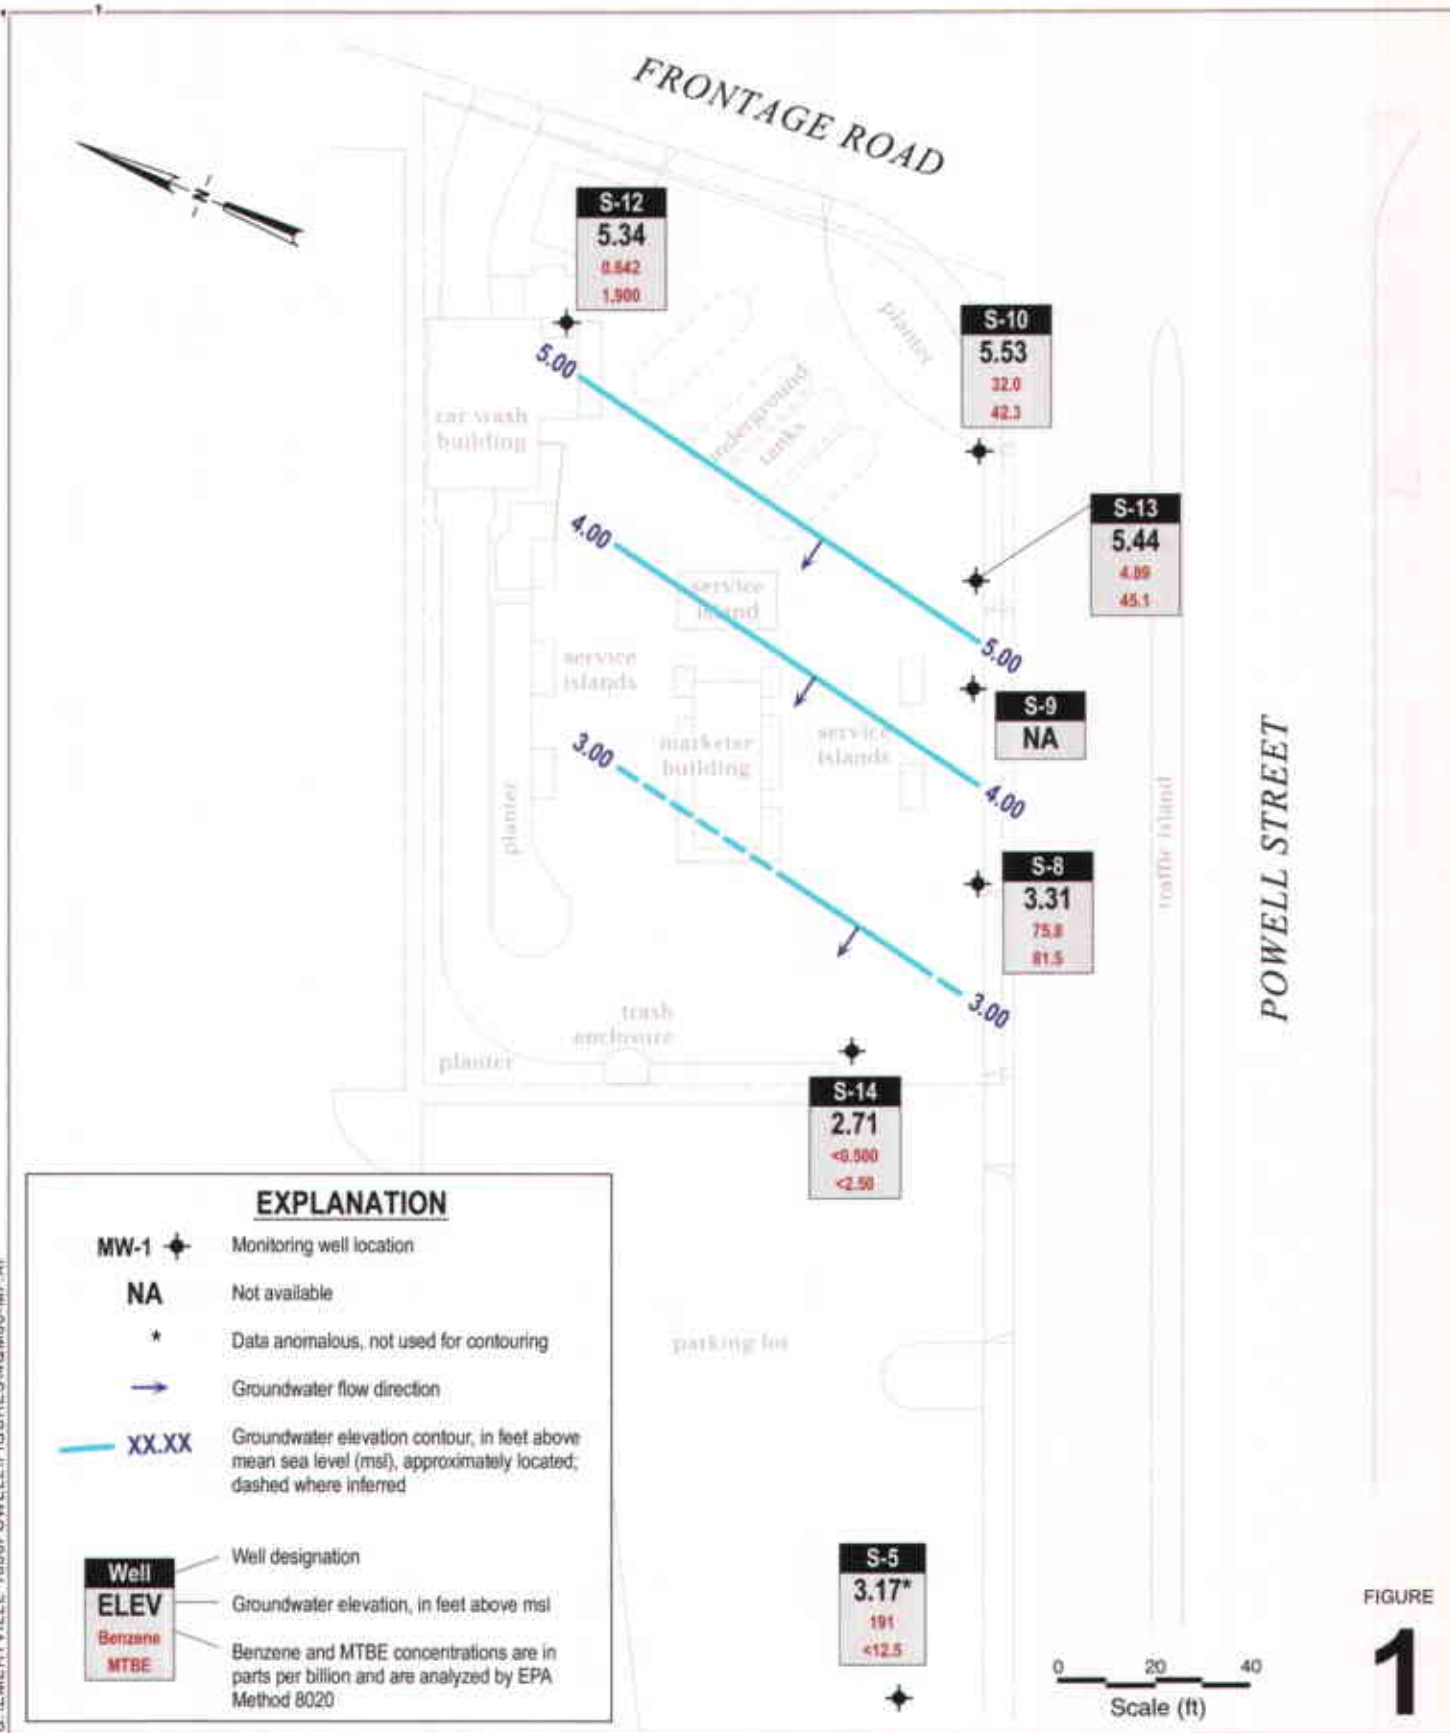 FRONTAGE ROAD
N
S-12
5.34
0.642
1,900
S-10
5.53
32.0
42.3
planter
5.00
car wash
building
underground
tanks
S-13
5.44
4.89
45.1
4.00
service
island
5.00
service
islands
S-9
NA
3.00
marketer
building
service
islands
4.00
planter
traffic island
POWELL STREET
S-8
3.31
75.8
81.5
3.00
trash
enclosure
planter
S-14
2.71
<0.500
<2.50
parking lot
S-5
3.17*
191
<12.5
EXPLANATION
MW-1 Monitoring well location
NA Not available
* Data anomalous, not used for contouring
Groundwater flow direction
XX.XX Groundwater elevation contour, in feet above
mean sea level (msl), approximately located;
dashed where inferred
Well Well designation
ELEV Groundwater elevation, in feet above msl
Benzene
MTBE
Benzene and MTBE concentrations are in
parts per billion and are analyzed by EPA
Method 8020
0 20 40
Scale (ft)
FIGURE
1